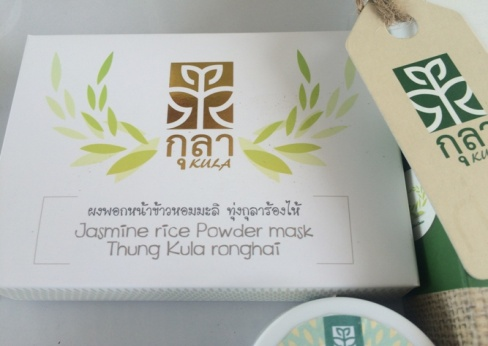 กุลา
KULA
ผงพอกหน้าข้าวหอมมะลิ ทุ่งกุลาร้องไห้
Jasmine rice Powder mask
Thung Kula ronghai
กุลา
KULA